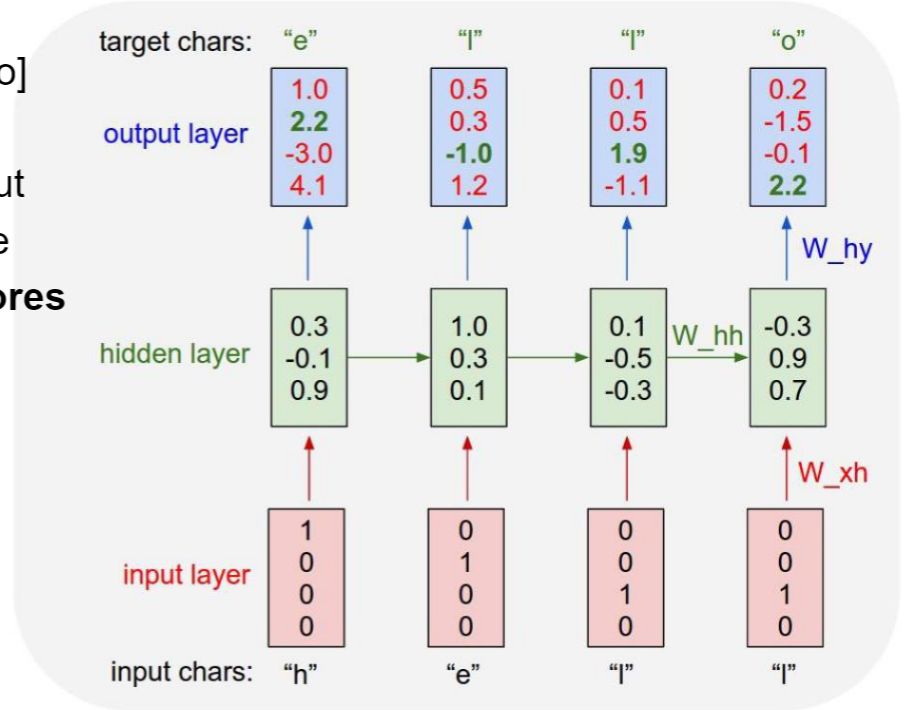 target chars: “e” “l” “l” “o”
o]
1.0 0.5 0.1 0.2
output layer 2.2 0.3 0.5 -1.5
-3.0 -1.0 1.9 -0.1
ut 4.1 1.2 -1.1 2.2
e W_hy
ores
0.3 1.0 0.1 W_hh -0.3
hidden layer -0.1 0.3 -0.5 0.9
0.9 0.1 -0.3 0.7
W_xh
1 0 0 0
0 1 0 0
input layer 0 0 1 1
0 0 0 0
input chars: “h” “e” “l” “l”